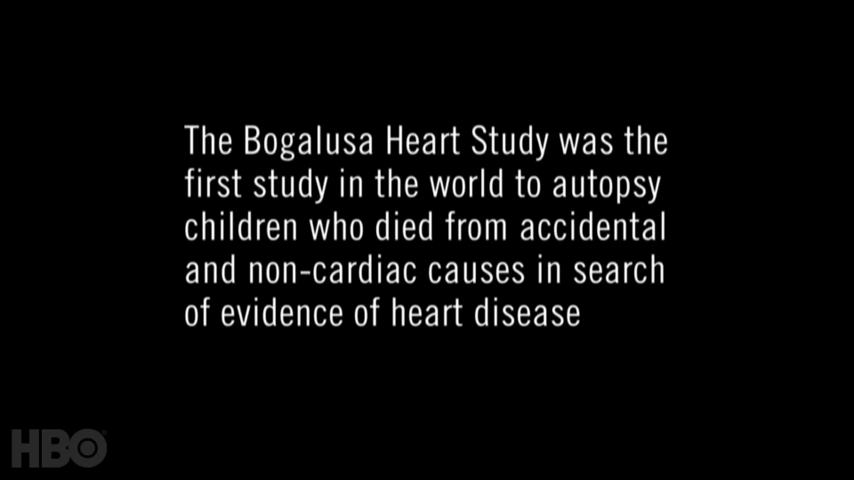 The Bogalusa Heart Study was the
first study in the world to autopsy
children who died from accidental
and non-cardiac causes in search
of evidence of heart disease
HBO